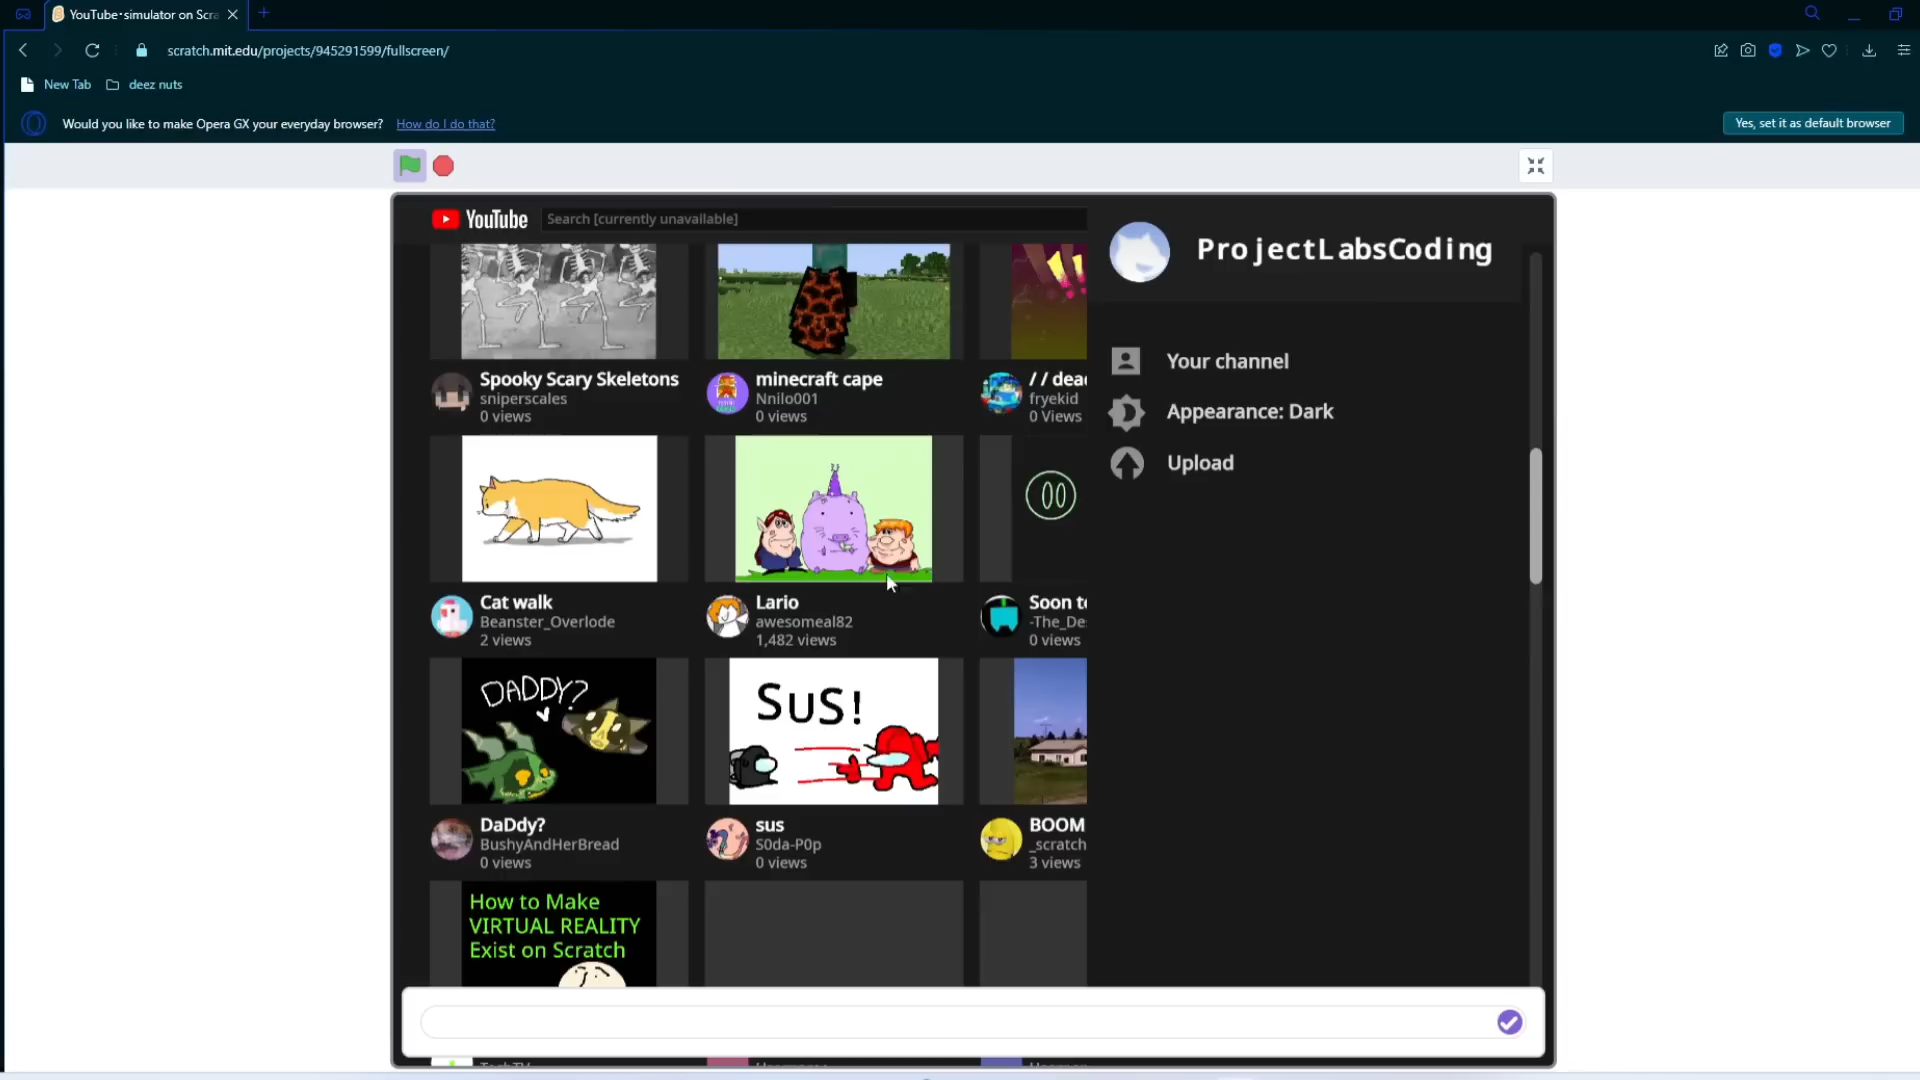 YouTube·simulator on Scra
scratch.mit.edu/projects/945291599/fullscreen/
New Tab
deez nuts
Would you like to make Opera GX your everyday browser?
How do I do that?
Yes, set it as default browser
YouTube
Search [currently unavailable]
ProjectLabsCoding
Your channel
Appearance: Dark
Upload
Spooky Scary Skeletons
sniperscales
0 views
minecraft cape
Nnilo001
0 views
// dead
fryekid
0 Views
Cat walk
Beanster_Overlode
2 views
Lario
awesomeal82
1,482 views
Soon to
-The_De
0 views
DADDY?
DaDdy?
BushyAndHerBread
0 views
SuS!
sus
S0da-P0p
0 views
BOOM
_scratch
3 views
How to Make
VIRTUAL REALITY
Exist on Scratch